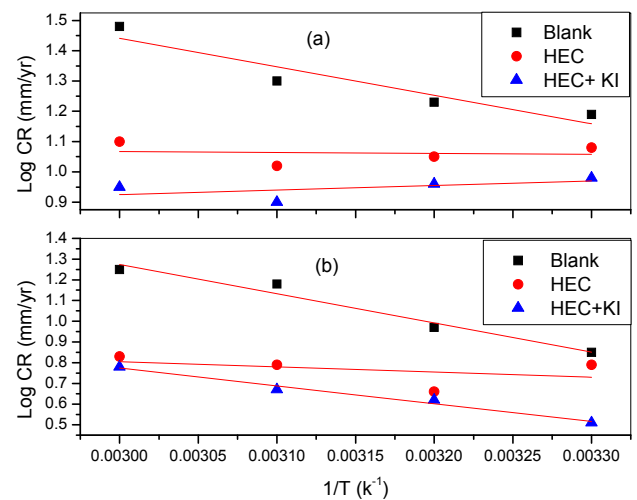 (a)
Blank
HEC
HEC+ KI
Log CR (mm/yr)
1.5
1.4
1.3
1.2
1.1
1.0
0.9
(b)
Blank
HEC
HEC+KI
Log CR (mm/yr)
1.4
1.3
1.2
1.1
1.0
0.9
0.8
0.7
0.6
0.5
0.00300 0.00305 0.00310 0.00315 0.00320 0.00325 0.00330
1/T (k-1)